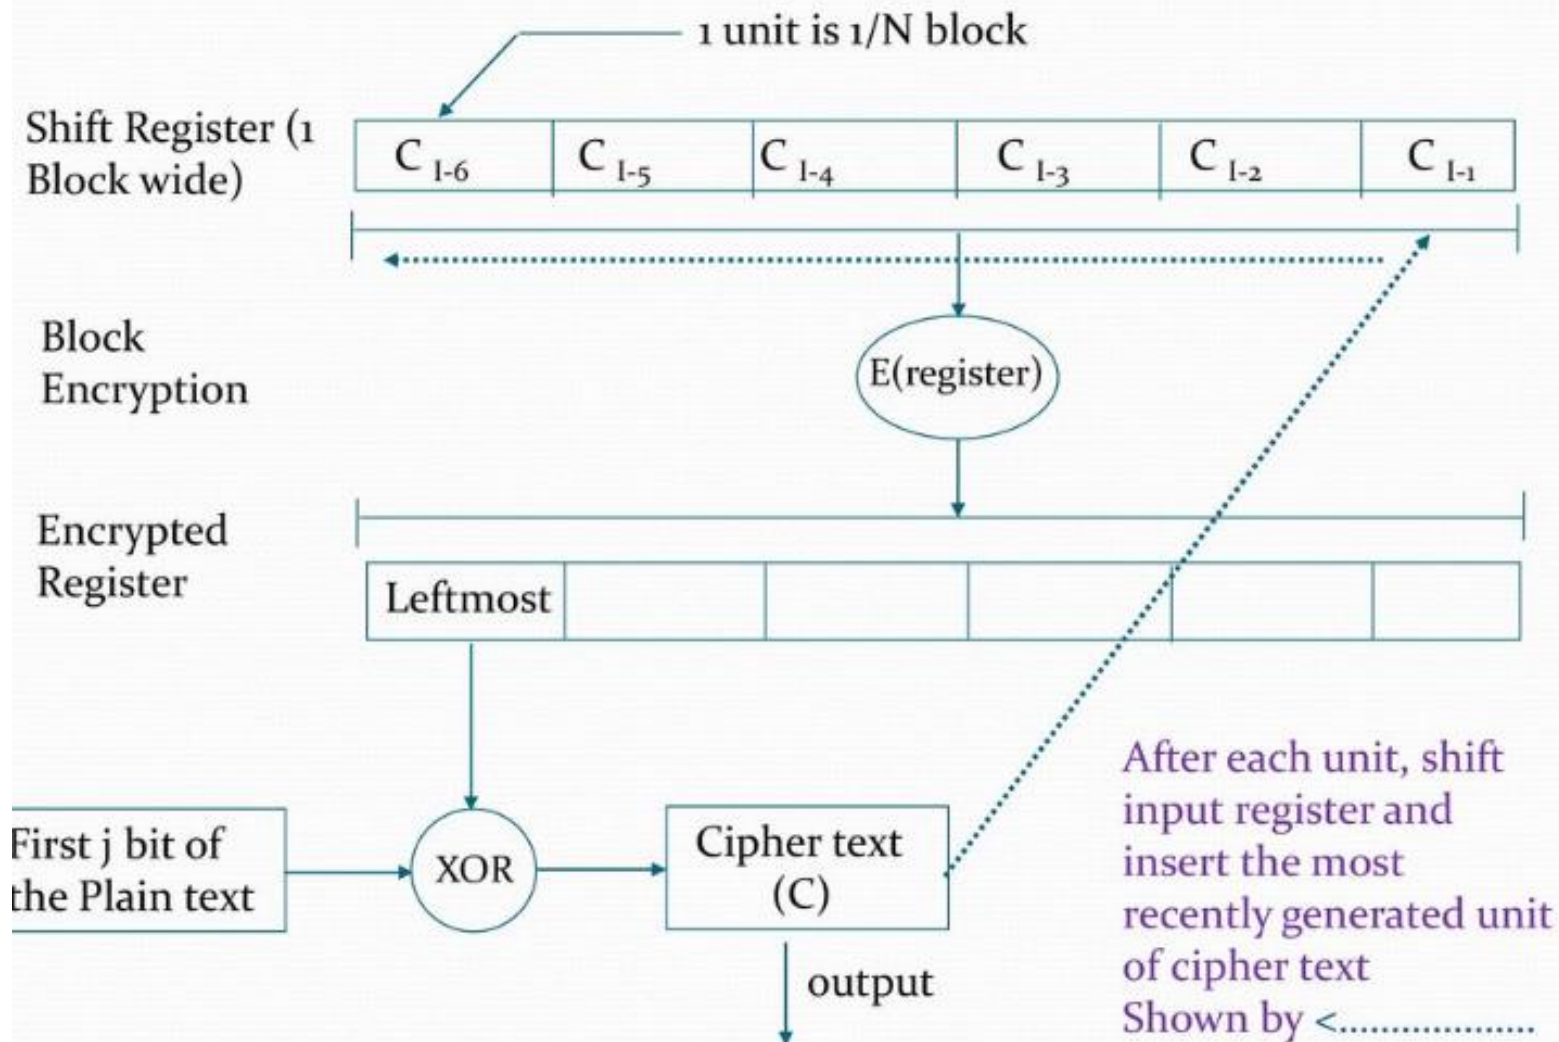 1 unit is 1/N block
Shift Register (1
Block wide)
C I-6 C I-5 C I-4 C I-3 C I-2 C I-1
Block
Encryption
E(register)
Encrypted
Register
Leftmost
First j bit of
the Plain text
XOR
Cipher text
(C)
output
After each unit, shift
input register and
insert the most
recently generated unit
of cipher text
Shown by <..................